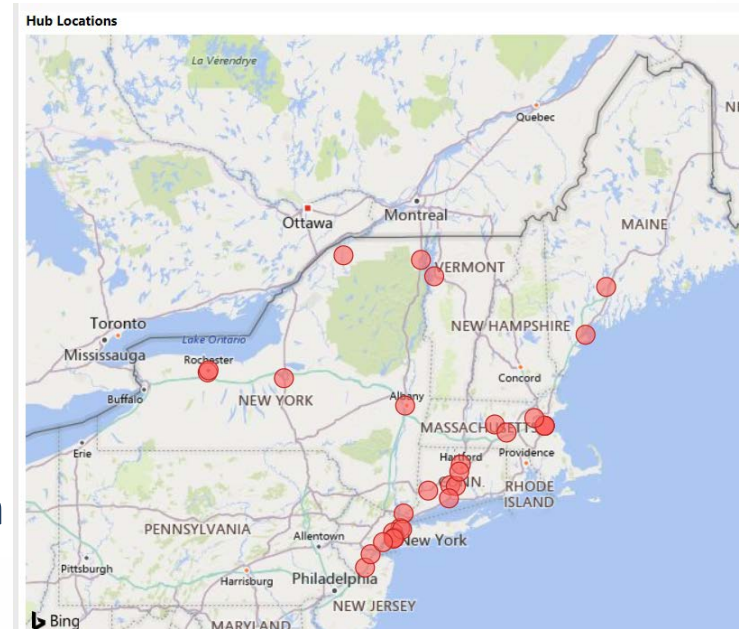 Hub Locations
La Verendrye
Quebec
Ottawa
Montreal
MAINE
VERMONT
Toronto
Lake Ontario
Mississauga
NEW HAMPSHIRE
Rochester
Concord
Buffalo
NEW YORK
Albany
MASSACHUSETTS
Erie
Hartford
Providence
RHODE
ISLAND
PENNSYLVANIA
Allentown
New York
Pittsburgh
Harrisburg
Philadelphia
NEW JERSEY
Bing
MARYLAND